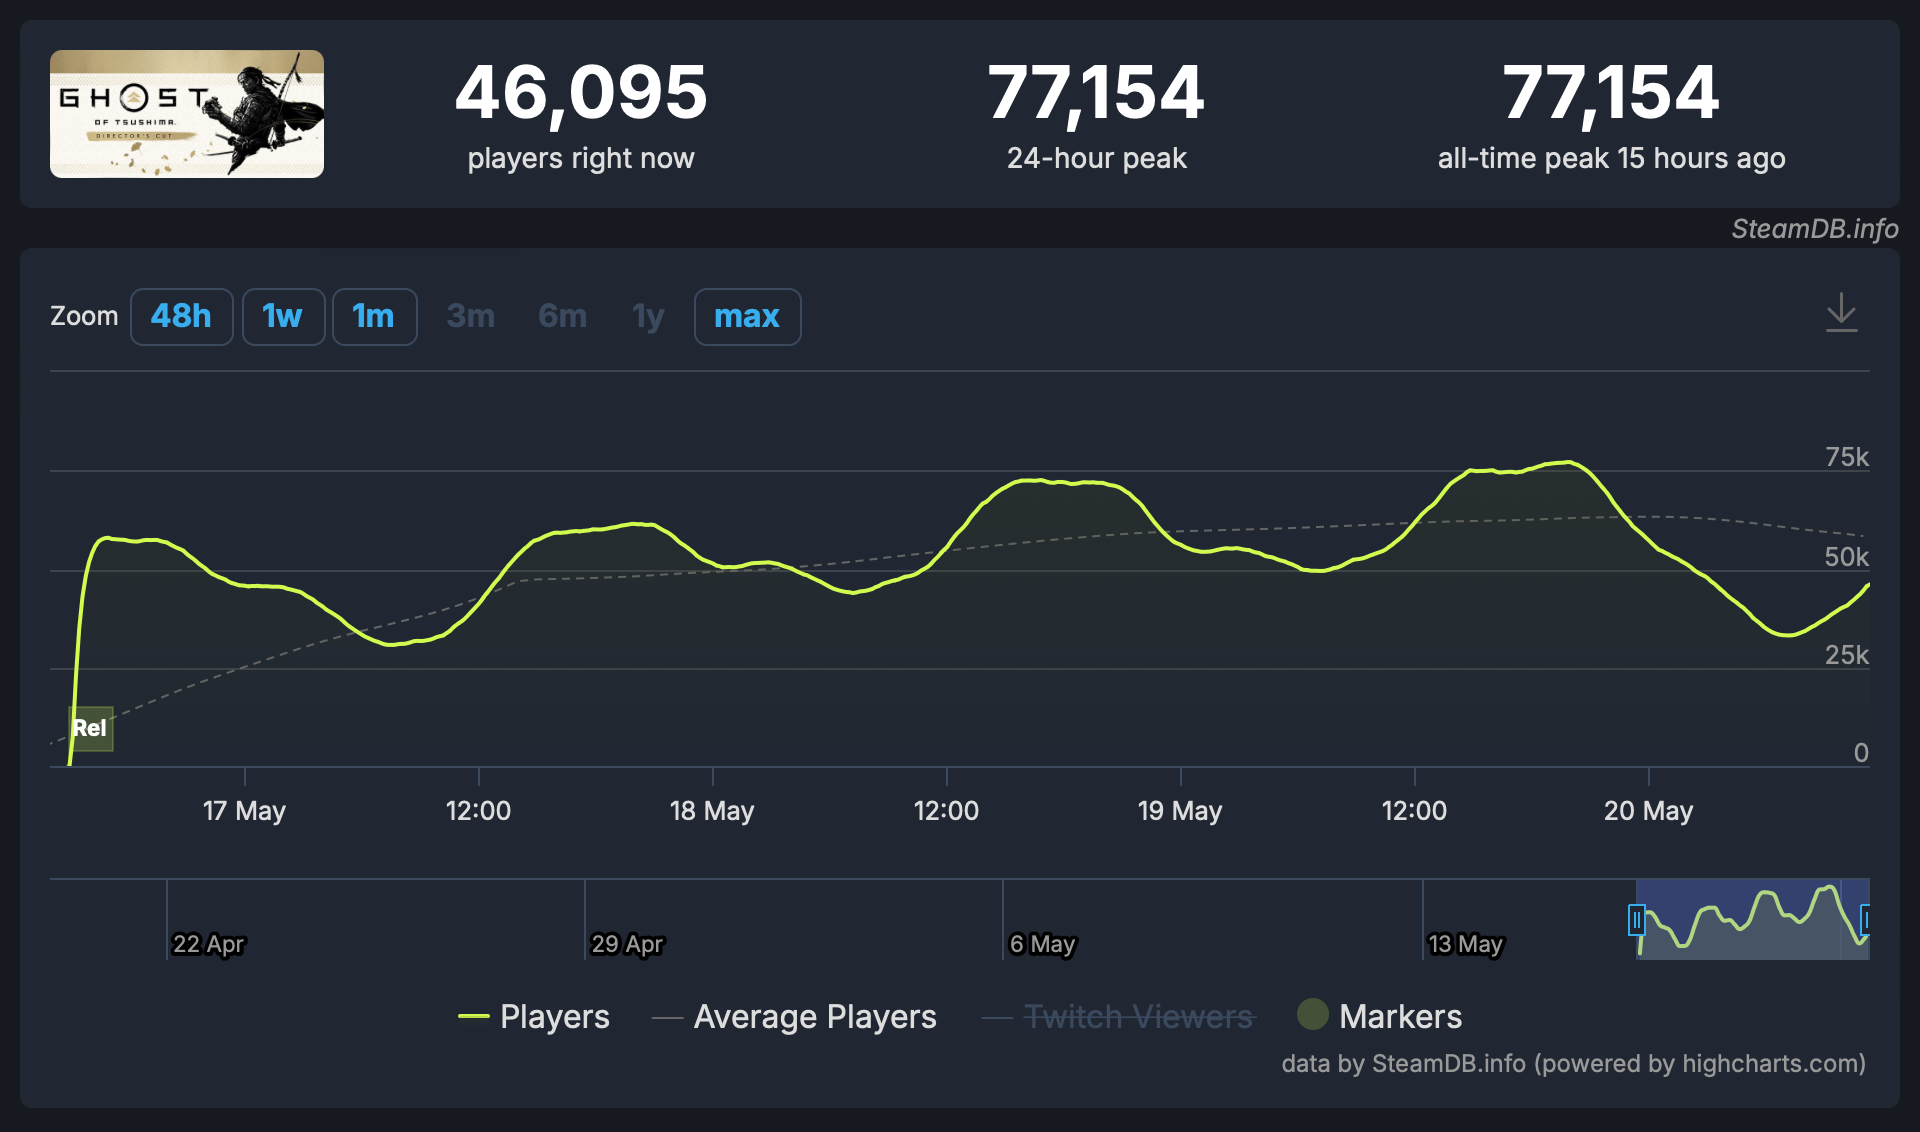 GHOST
OF TSUSHIMA
DIRECTOR'S CUT
46,095
players right now
77,154
24-hour peak
77,154
all-time peak 15 hours ago
SteamDB.info
Zoom 48h 1w 1m 3m 6m 1y max
75k
50k
25k
0
Rel
17 May 12:00 18 May 12:00 19 May 12:00 20 May
22 Apr 29 Apr 6 May 13 May
Players Average Players Twitch Viewers Markers
data by SteamDB.info (powered by highcharts.com)